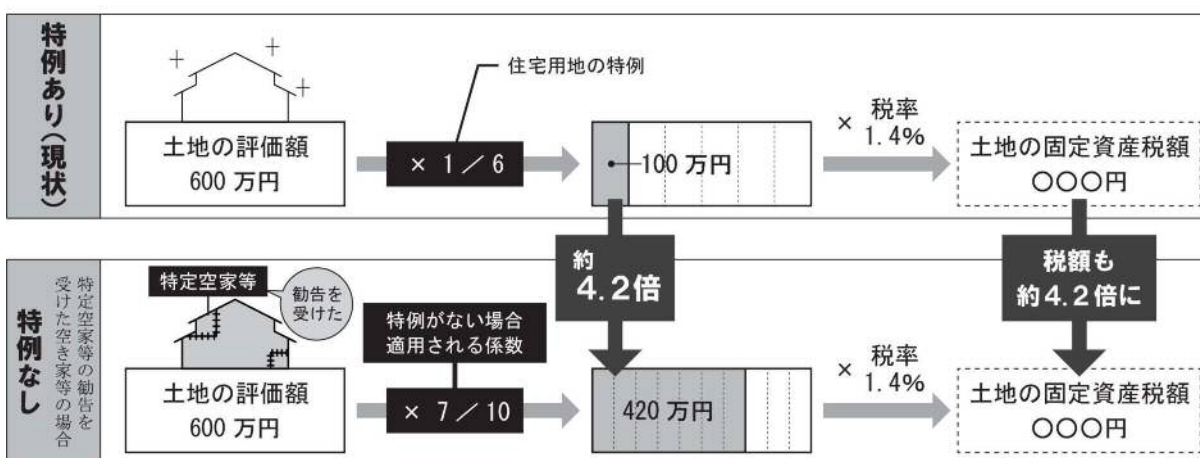 特例あり（現状）
住宅用地の特例
土地の評価額
600 万円
× 1 ／ 6
100 万円
× 税率
1.4%
土地の固定資産税額
〇〇〇円
約
4.2倍
税額も
約4.2倍に
特例なし
特定空家等の勧告を
受けた空き家等の場合
特定空家等
勧告を
受けた
特例がない場合
適用される係数
土地の評価額
600 万円
× 7 ／ 10
420 万円
× 税率
1.4%
土地の固定資産税額
〇〇〇円